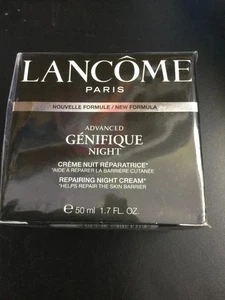 LANCÔME
PARIS
NOUVELLE FORMULE / NEW FORMULA
ADVANCED
GÉNIFIQUE
NIGHT
CRÈME NUIT RÉPARATRICE*
*AIDE À RÉPARER LA BARRIÈRE CUTANÉE
REPAIRING NIGHT CREAM*
*HELPS REPAIR THE SKIN BARRIER
℮ 50 ml 1.7 FL. OZ.